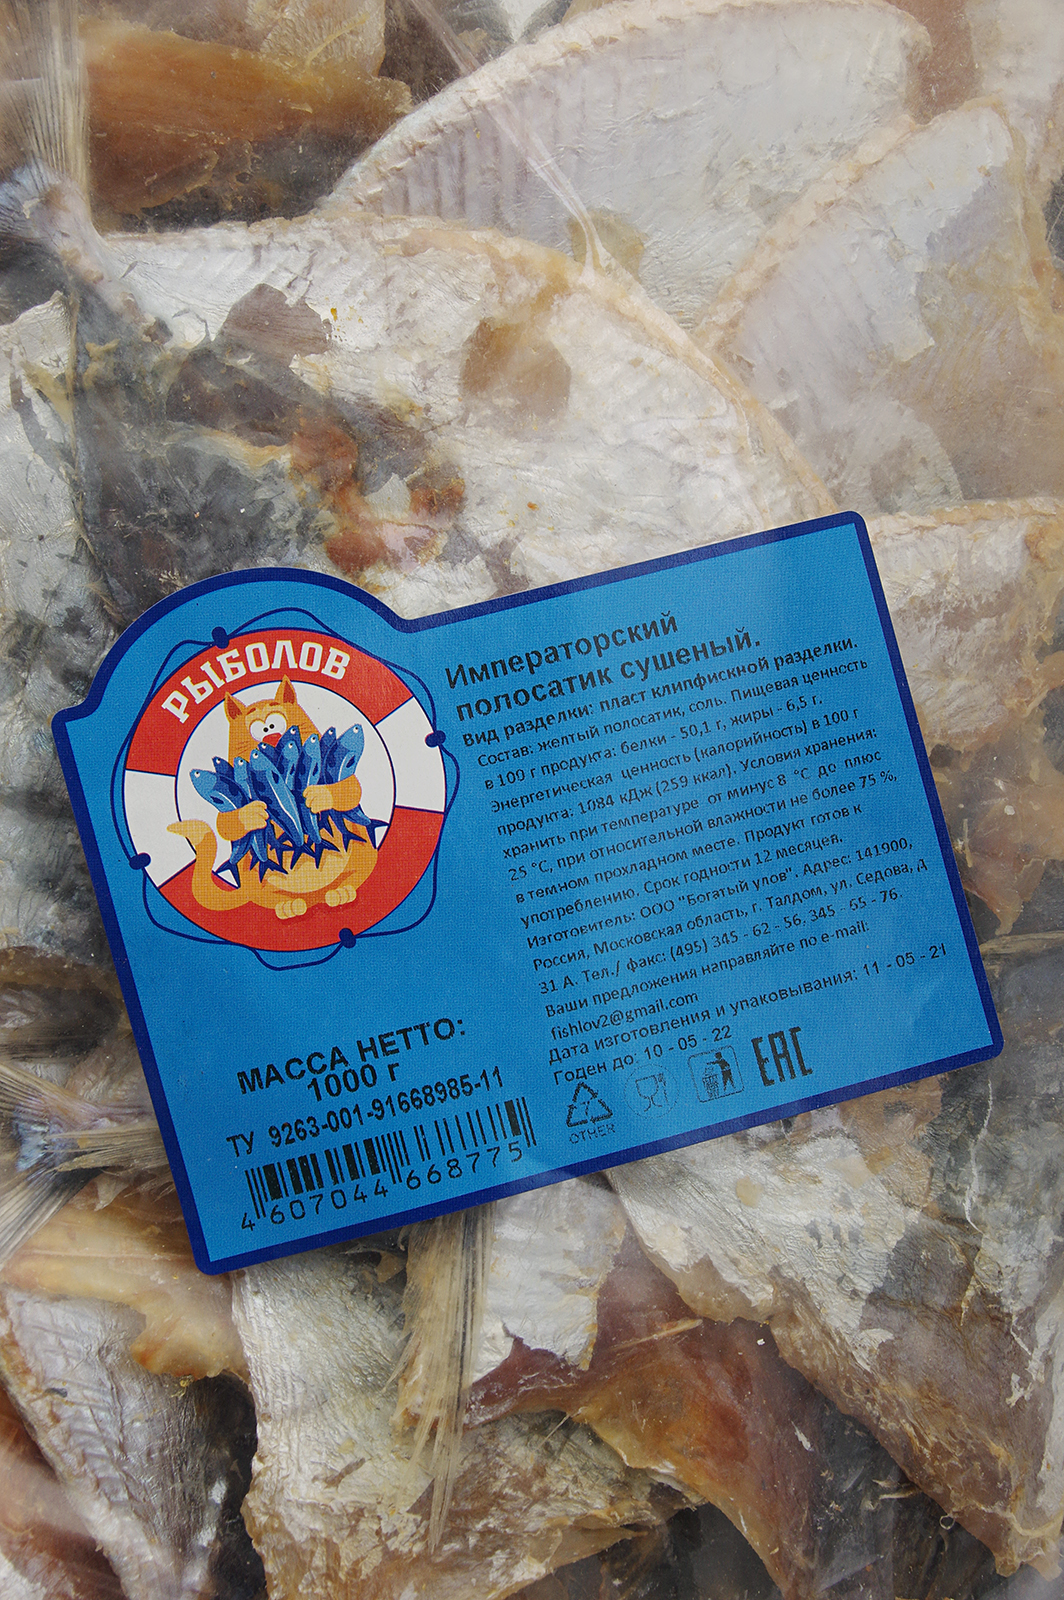 РЫБОЛОВ
Императорский
полосатик сушеный.
Вид разделки: пласт клипфискной разделки.
Состав: желтый полосатик, соль. Пищевая ценность
в 100 г продукта: белки - 50,1 г, жиры - 6,5 г.
Энергетическая ценность (калорийность) в 100 г
продукта: 1084 кДж (259 ккал). Условия хранения:
хранить при температуре от минус 8 °С до плюс
25 °С, при относительной влажности не более 75 %,
в темном прохладном месте. Продукт готов к
употреблению. Срок годности 12 месяцев.
Изготовитель: ООО "Богатый улов". Адрес: 141900,
Россия, Московская область, г. Талдом, ул. Седова, д
31 А. Тел./ факс: (495) 345 - 62 - 56, 345 - 65 - 76.
Ваши предложения направляйте по e-mail:
fishlov2@gmail.com
Дата изготовления и упаковывания: 11 - 05 - 21
Годен до: 10 - 05 - 22
EAC
OTHER
МАССА НЕТТО:
1000 Г
ТУ 9263-001-91668985-11
4 607044 668775